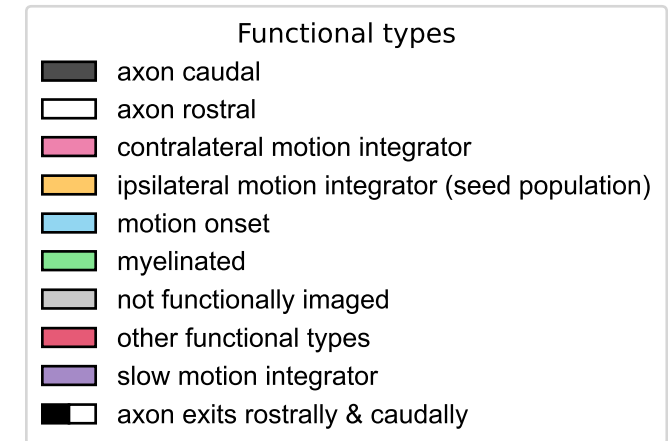 Functional types
axon caudal
axon rostral
contralateral motion integrator
ipsilateral motion integrator (seed population)
motion onset
myelinated
not functionally imaged
other functional types
slow motion integrator
axon exits rostrally & caudally